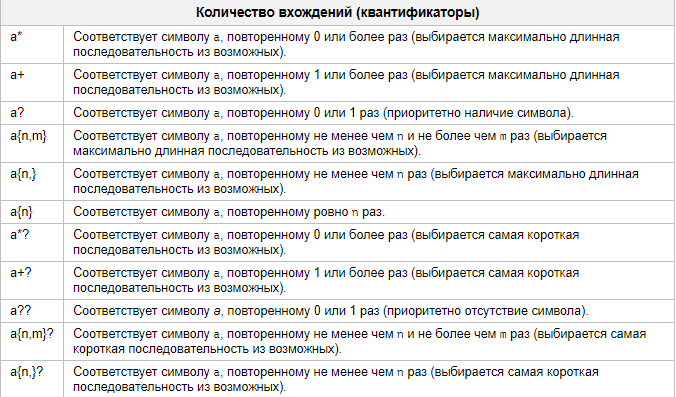 Количество вхождений (квантификаторы)
a* Соответствует символу a, повторенному 0 или более раз (выбирается максимально длинная
последовательность из возможных).
a+ Соответствует символу a, повторенному 1 или более раз (выбирается максимально длинная
последовательность из возможных).
a? Соответствует символу a, повторенному 0 или 1 раз (приоритетно наличие символа).
a{n,m} Соответствует символу a, повторенному не менее чем n и не более чем m раз (выбирается
максимально длинная последовательность из возможных).
a{n,} Соответствует символу a, повторенному не менее чем n раз (выбирается максимально длинная
последовательность из возможных).
a{n} Соответствует символу a, повторенному ровно n раз.
a*? Соответствует символу a, повторенному 0 или более раз (выбирается самая короткая
последовательность из возможных).
a+? Соответствует символу a, повторенному 1 или более раз (выбирается самая короткая
последовательность из возможных).
a?? Соответствует символу a, повторенному 0 или 1 раз (приоритетно отсутствие символа).
a{n,m}? Соответствует символу a, повторенному не менее чем n и не более чем m раз (выбирается самая
короткая последовательность из возможных).
a{n,}? Соответствует символу a, повторенному не менее чем n раз (выбирается самая короткая
последовательность из возможных).